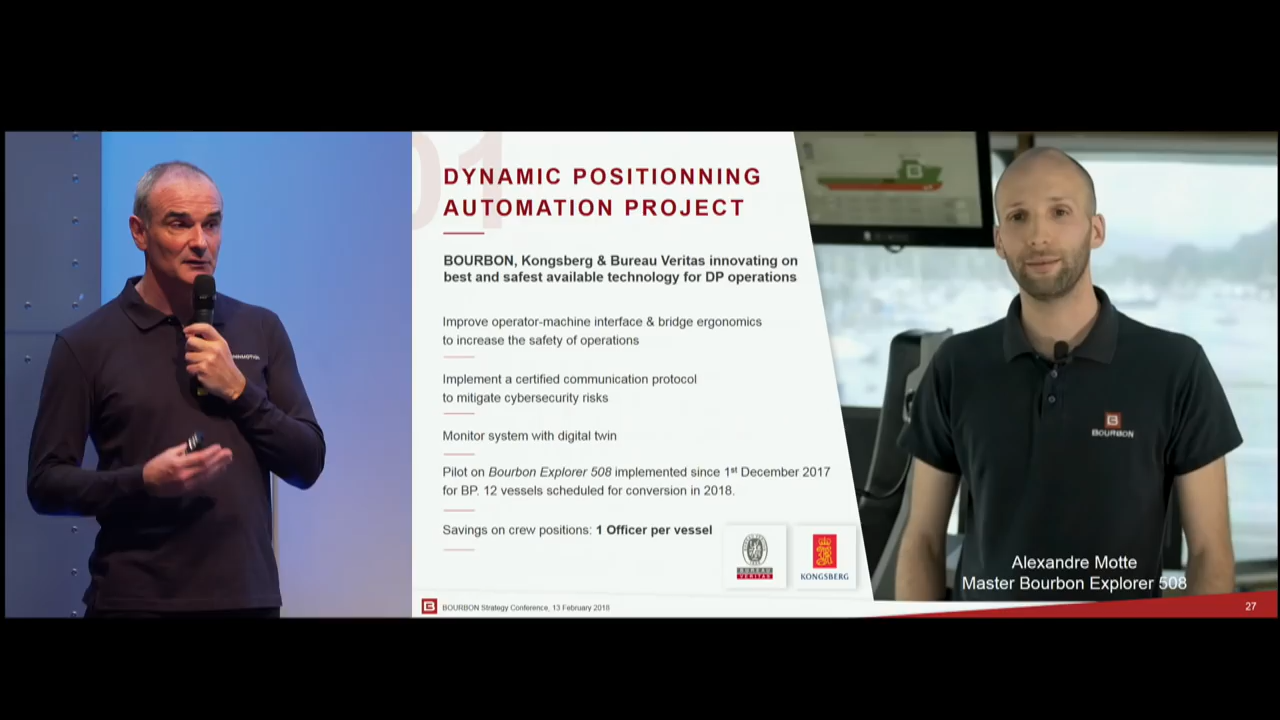 01
DYNAMIC POSITIONNING
AUTOMATION PROJECT
BOURBON, Kongsberg & Bureau Veritas innovating on
best and safest available technology for DP operations
Improve operator-machine interface & bridge ergonomics
to increase the safety of operations
Implement a certified communication protocol
to mitigate cybersecurity risks
Monitor system with digital twin
Pilot on Bourbon Explorer 508 implemented since 1st December 2017
for BP. 12 vessels scheduled for conversion in 2018.
Savings on crew positions: 1 Officer per vessel
BUREAU
VERITAS
KONGSBERG
B
BOURBON
Alexandre Motte
Master Bourbon Explorer 508
B BOURBON Strategy Conference, 13 February 2018
27